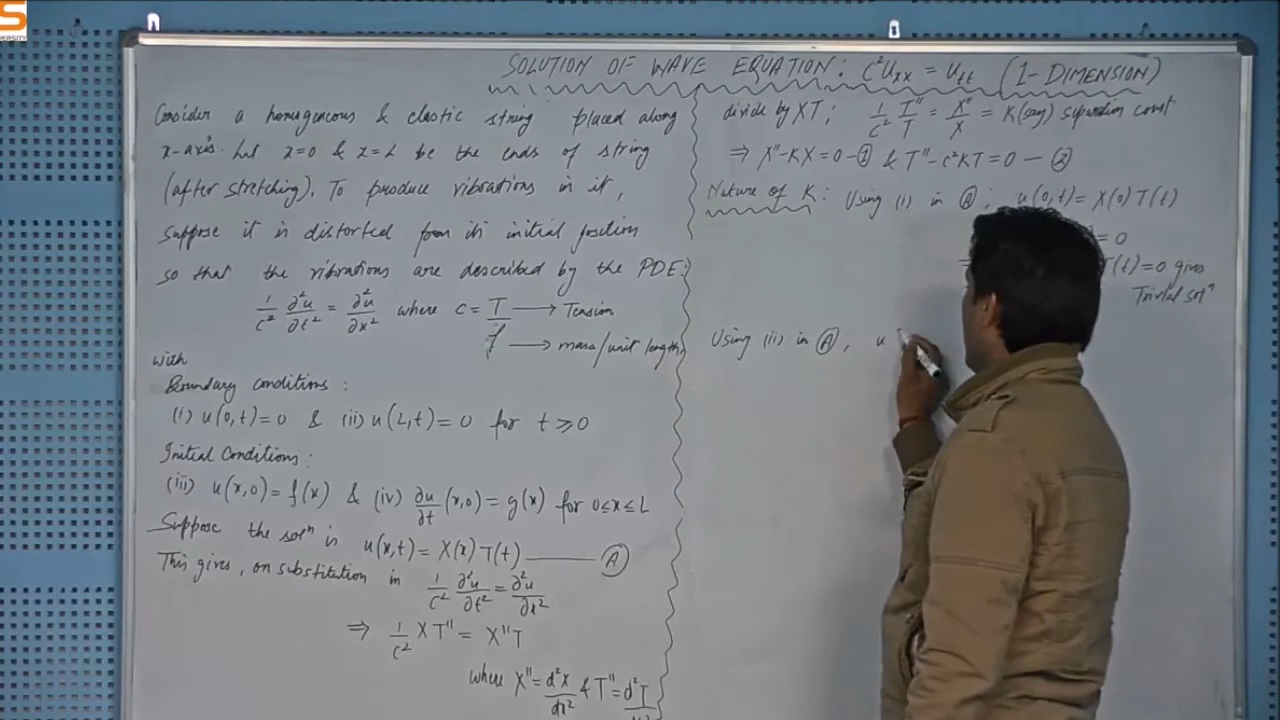 S
VERSITY
SOLUTION OF WAVE EQUATION: C²Uxx = Utt (1-DIMENSION)
Consider a homogeneous & elastic string placed along
x-axis. Let x=0 & x=L be the ends of string
(after stretching). To produce vibrations in it,
suppose it is distorted from its initial position
so that the vibrations are described by the PDE:
1/c² ∂²u/∂t² = ∂²u/∂x² where c = T/ρ → Tension
→ mass/unit length
with
Boundary conditions:
(i) u(0,t)=0 & (ii) u(L,t)=0 for t≥0
Initial Conditions:
(iii) u(x,0)=f(x) & (iv) ∂u/∂t (x,0)=g(x) for 0≤x≤L
Suppose the solⁿ is u(x,t)=X(x)T(t) — Ⓐ
This gives, on substitution in 1/c² ∂²u/∂t² = ∂²u/∂x²
⇒ 1/c² XT'' = X''T
where X''=d²X/dx² & T''=d²T
divide by XT; 1/c² T''/T = X''/X = K(say) separation const
⇒ X''-KX=0 - ① & T''-c²KT=0 - ②
Nature of K: Using (i) in Ⓐ; u(0,t)=X(0)T(t)
=0
T(t)=0 gives
Trivial solⁿ
Using (ii) in Ⓐ; u